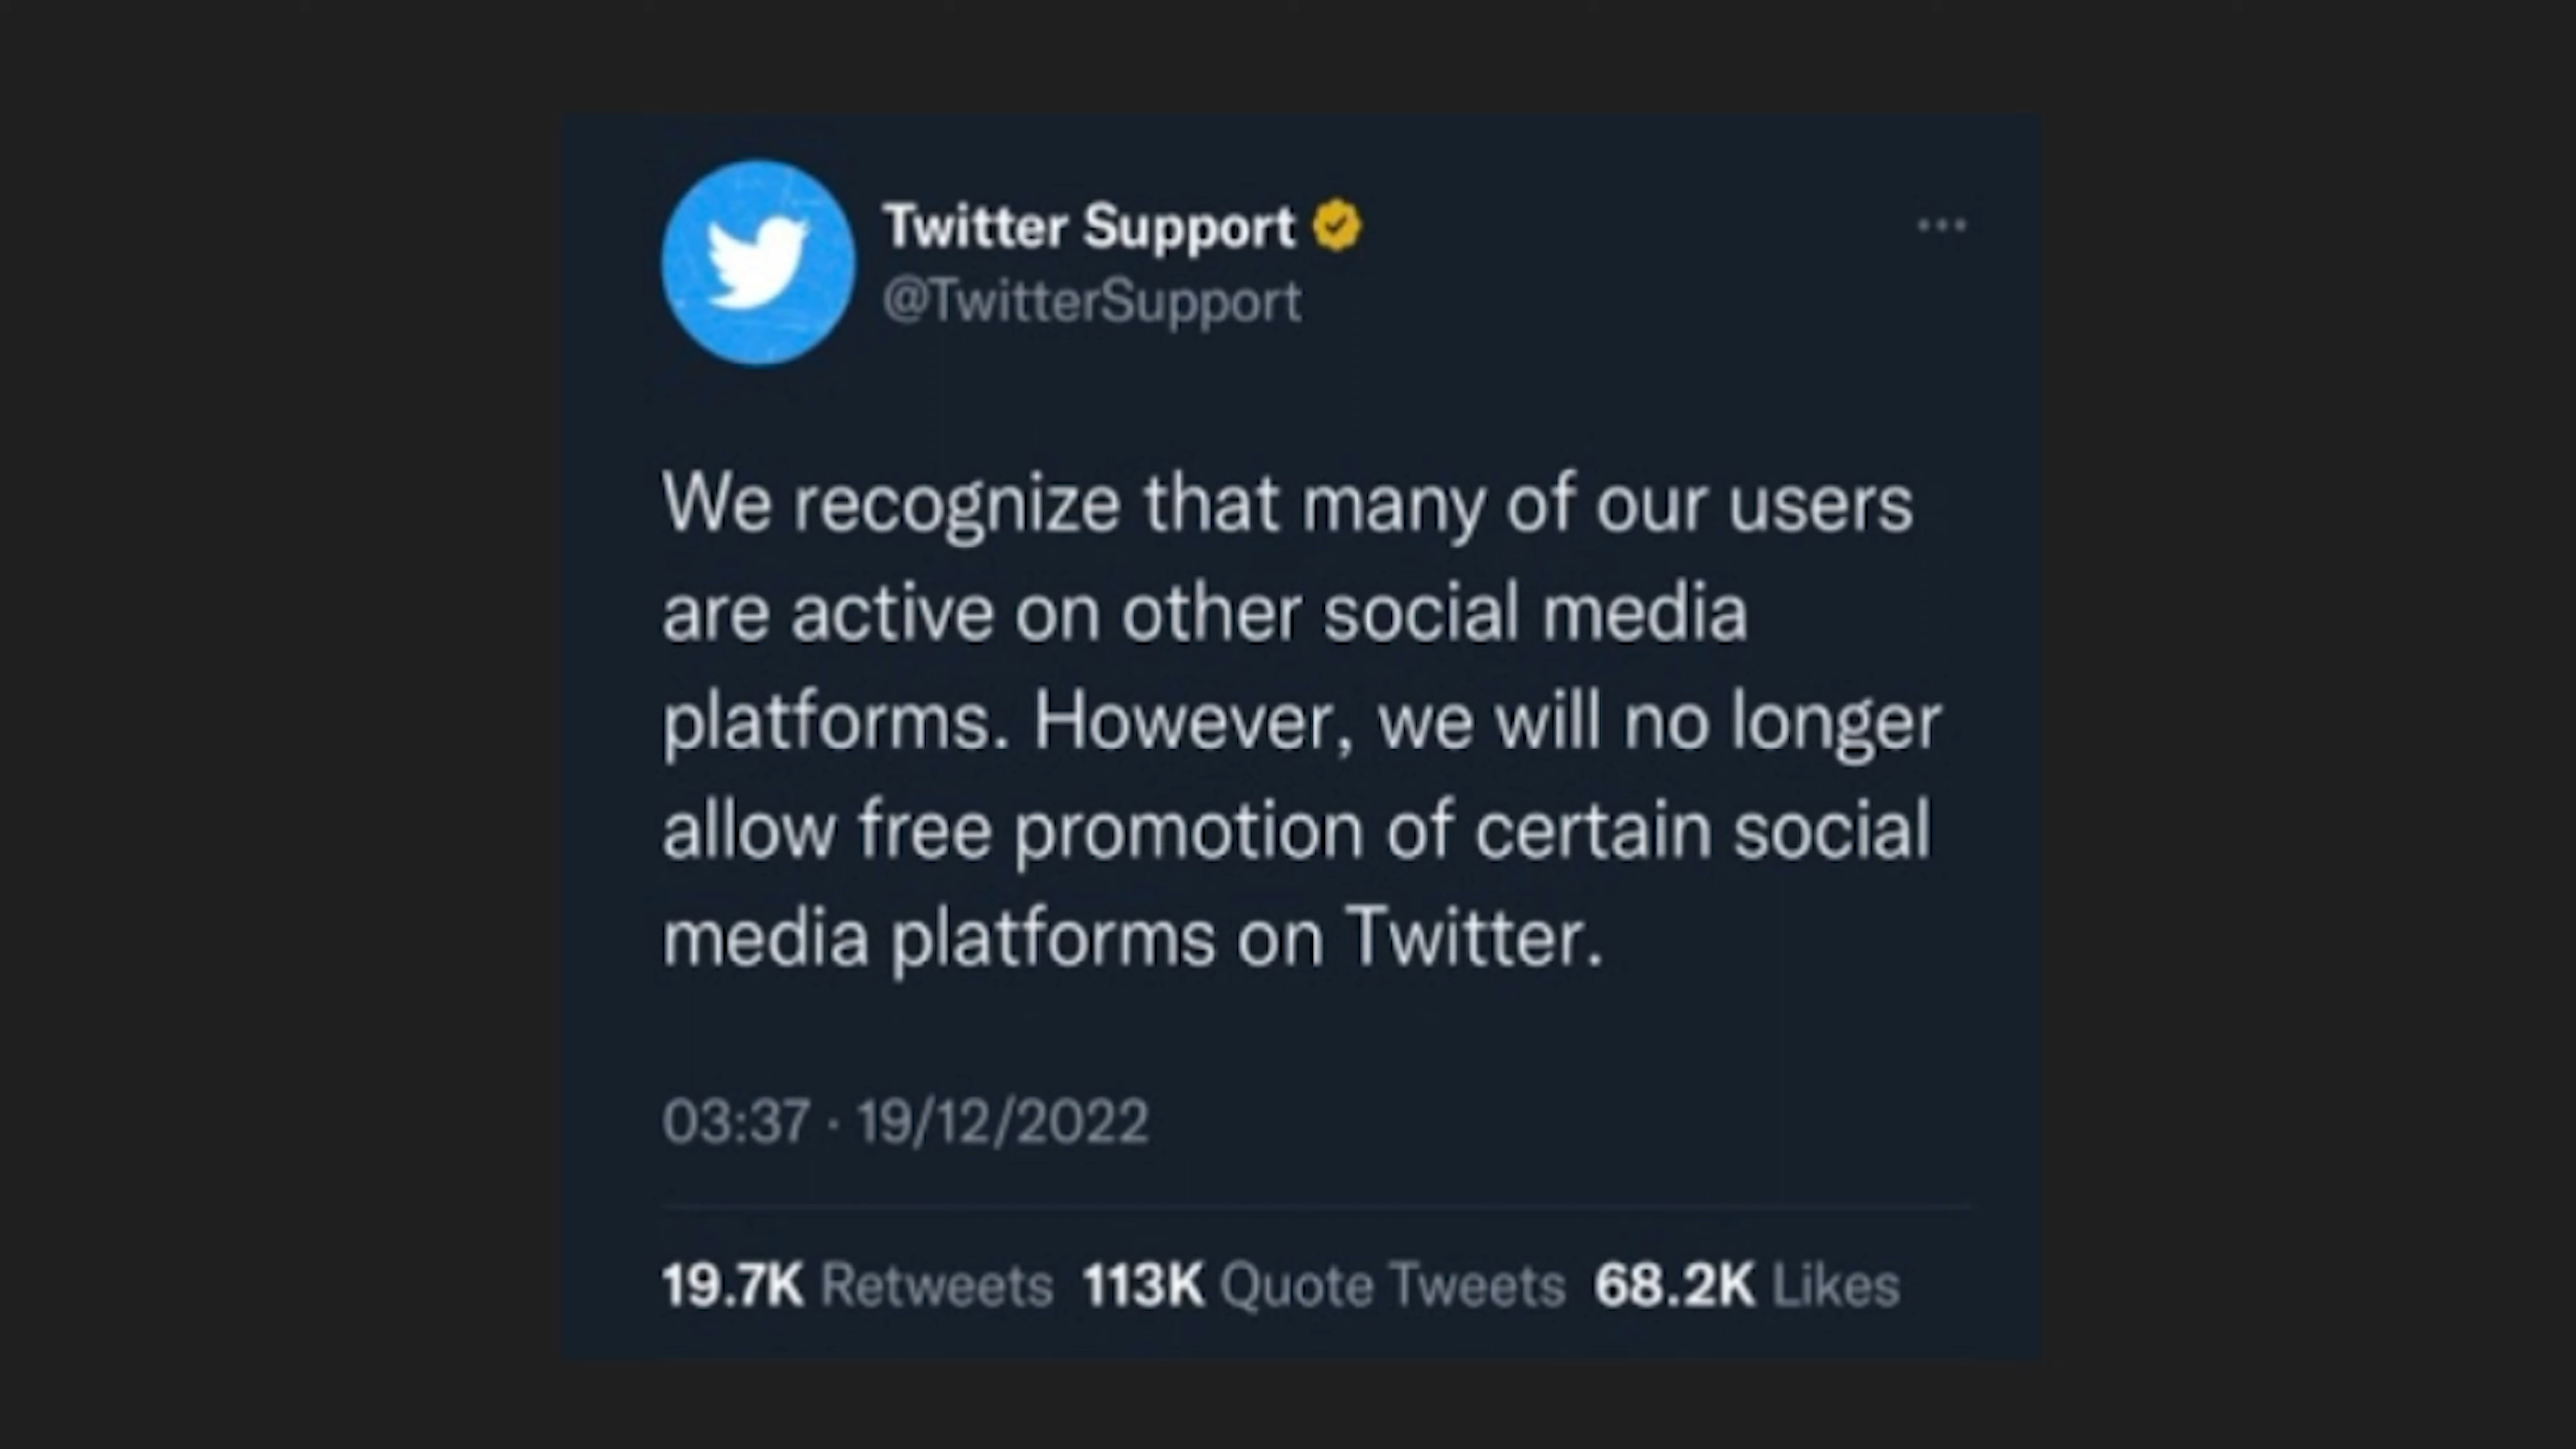 Twitter Support
@TwitterSupport
We recognize that many of our users
are active on other social media
platforms. However, we will no longer
allow free promotion of certain social
media platforms on Twitter.
03:37 · 19/12/2022
19.7K Retweets 113K Quote Tweets 68.2K Likes